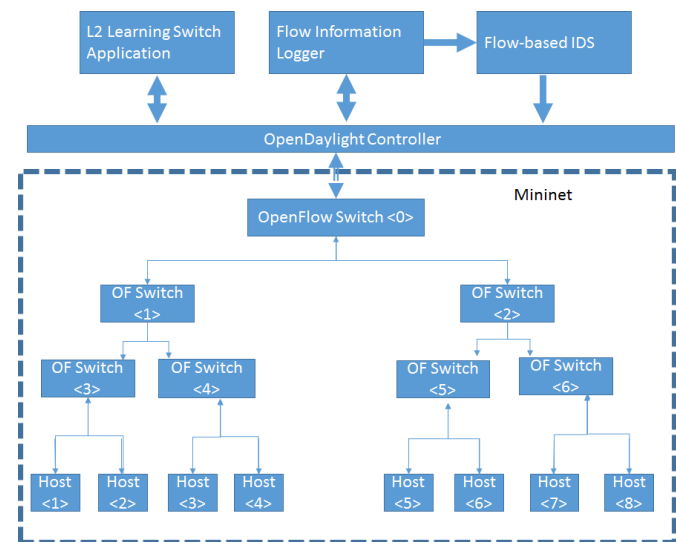 L2 Learning Switch
Application
Flow Information
Logger
Flow-based IDS
OpenDaylight Controller
Mininet
OpenFlow Switch <0>
OF Switch
<1>
OF Switch
<2>
OF Switch
<3>
OF Switch
<4>
OF Switch
<5>
OF Switch
<6>
Host
<1>
Host
<2>
Host
<3>
Host
<4>
Host
<5>
Host
<6>
Host
<7>
Host
<8>